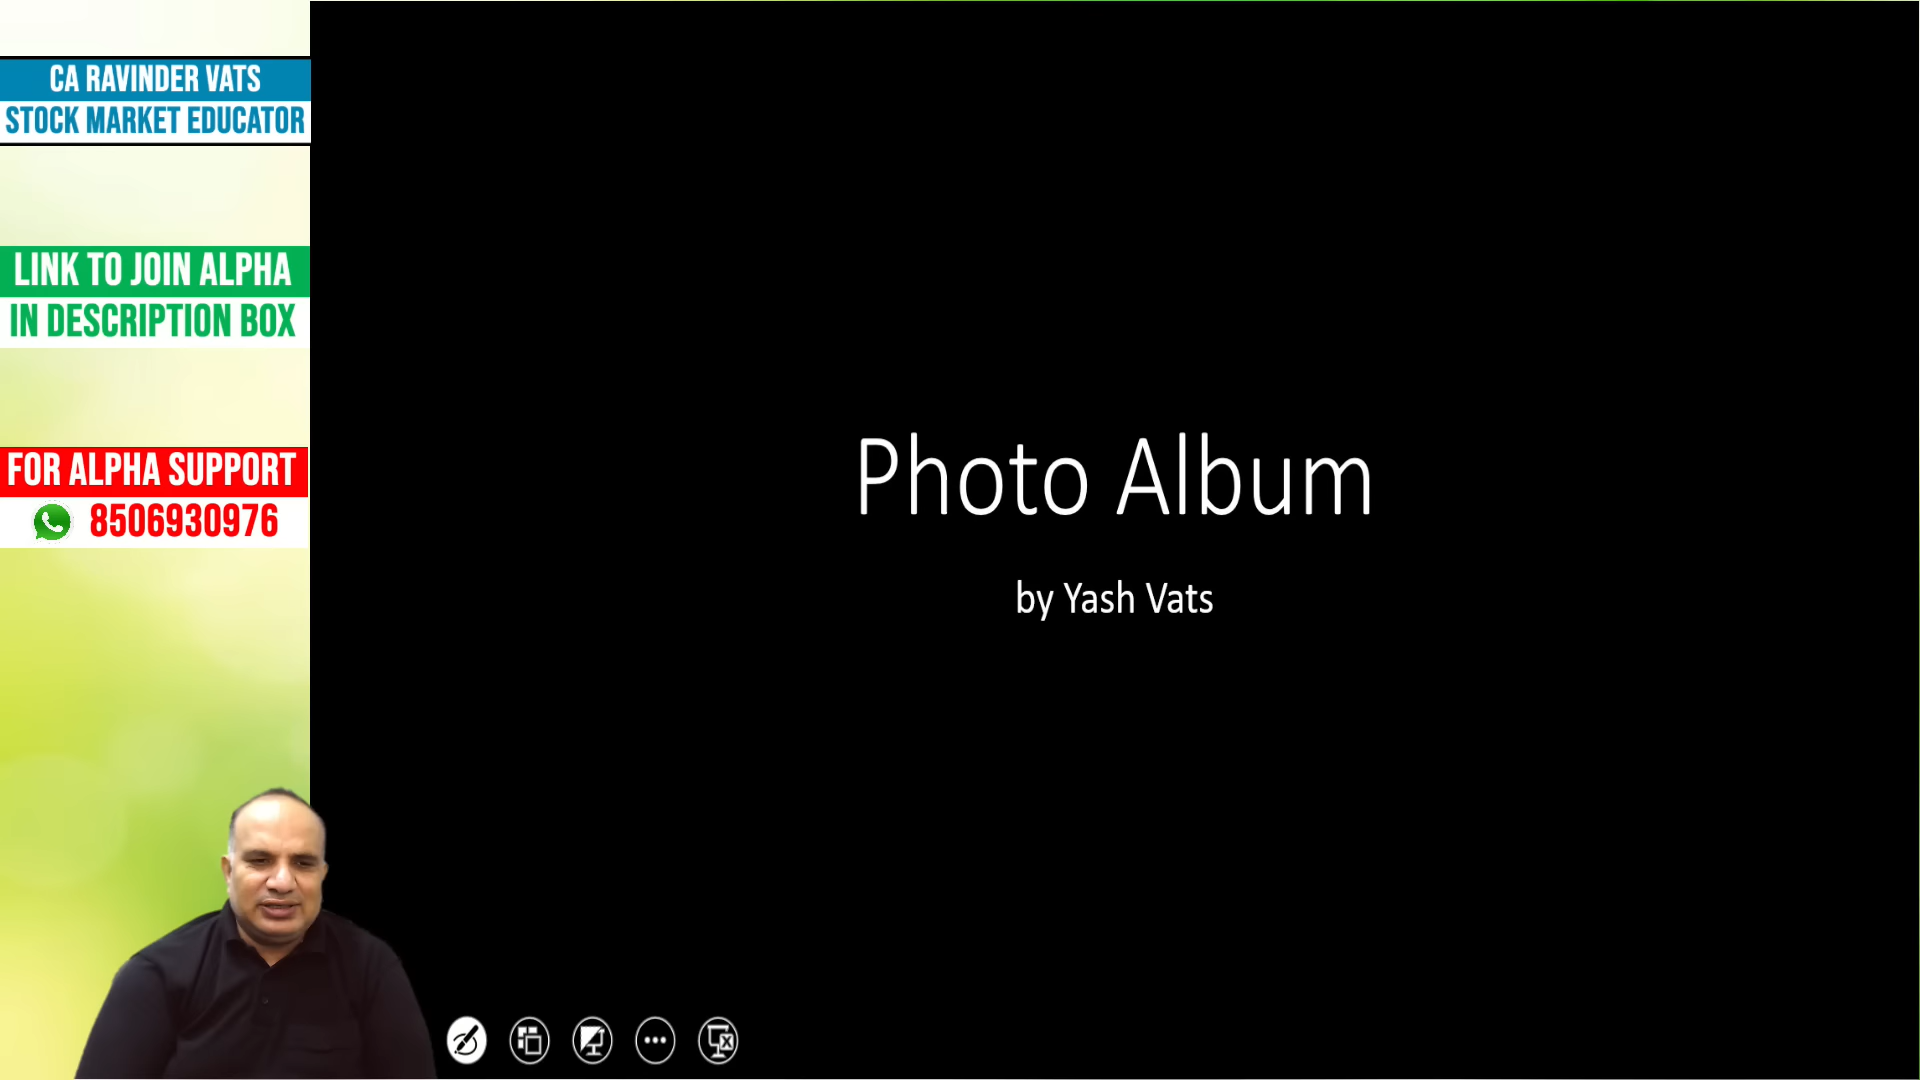 CA RAVINDER VATS
STOCK MARKET EDUCATOR
LINK TO JOIN ALPHA
IN DESCRIPTION BOX
FOR ALPHA SUPPORT
8506930976
Photo Album
by Yash Vats